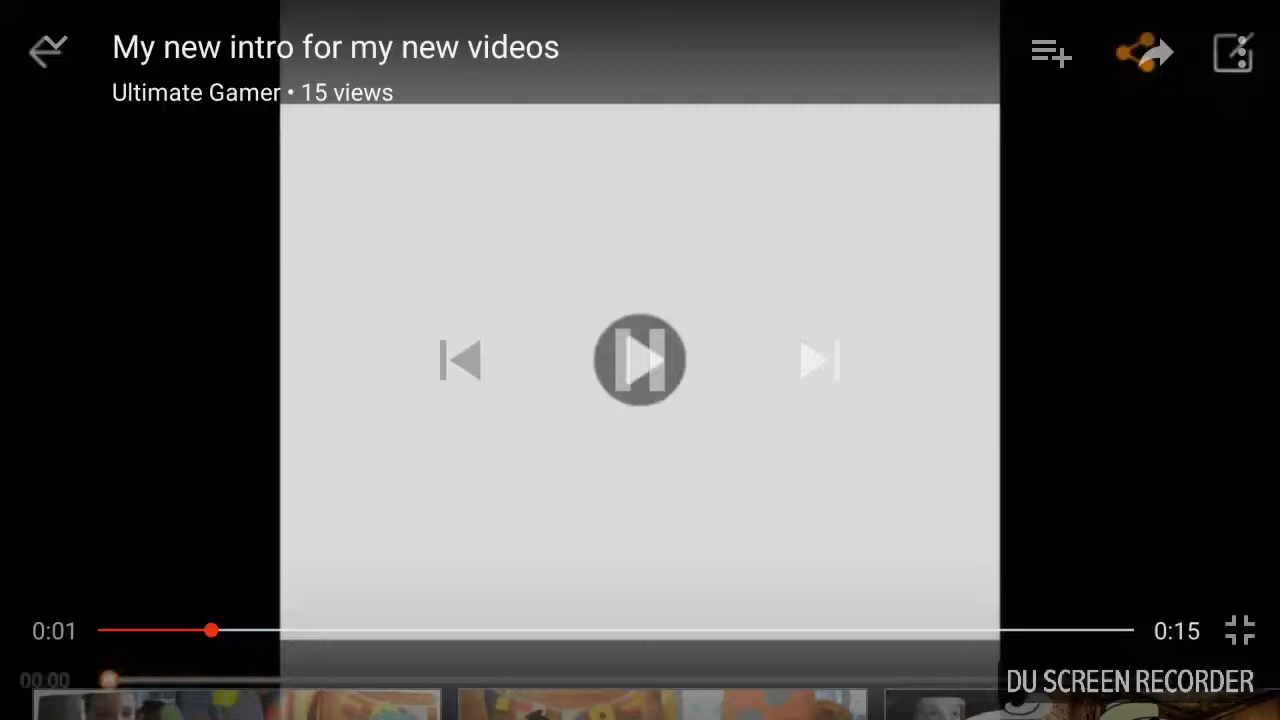 My new intro for my new videos
Ultimate Gamer • 15 views
0:01
0:15
00:00
DU SCREEN RECORDER